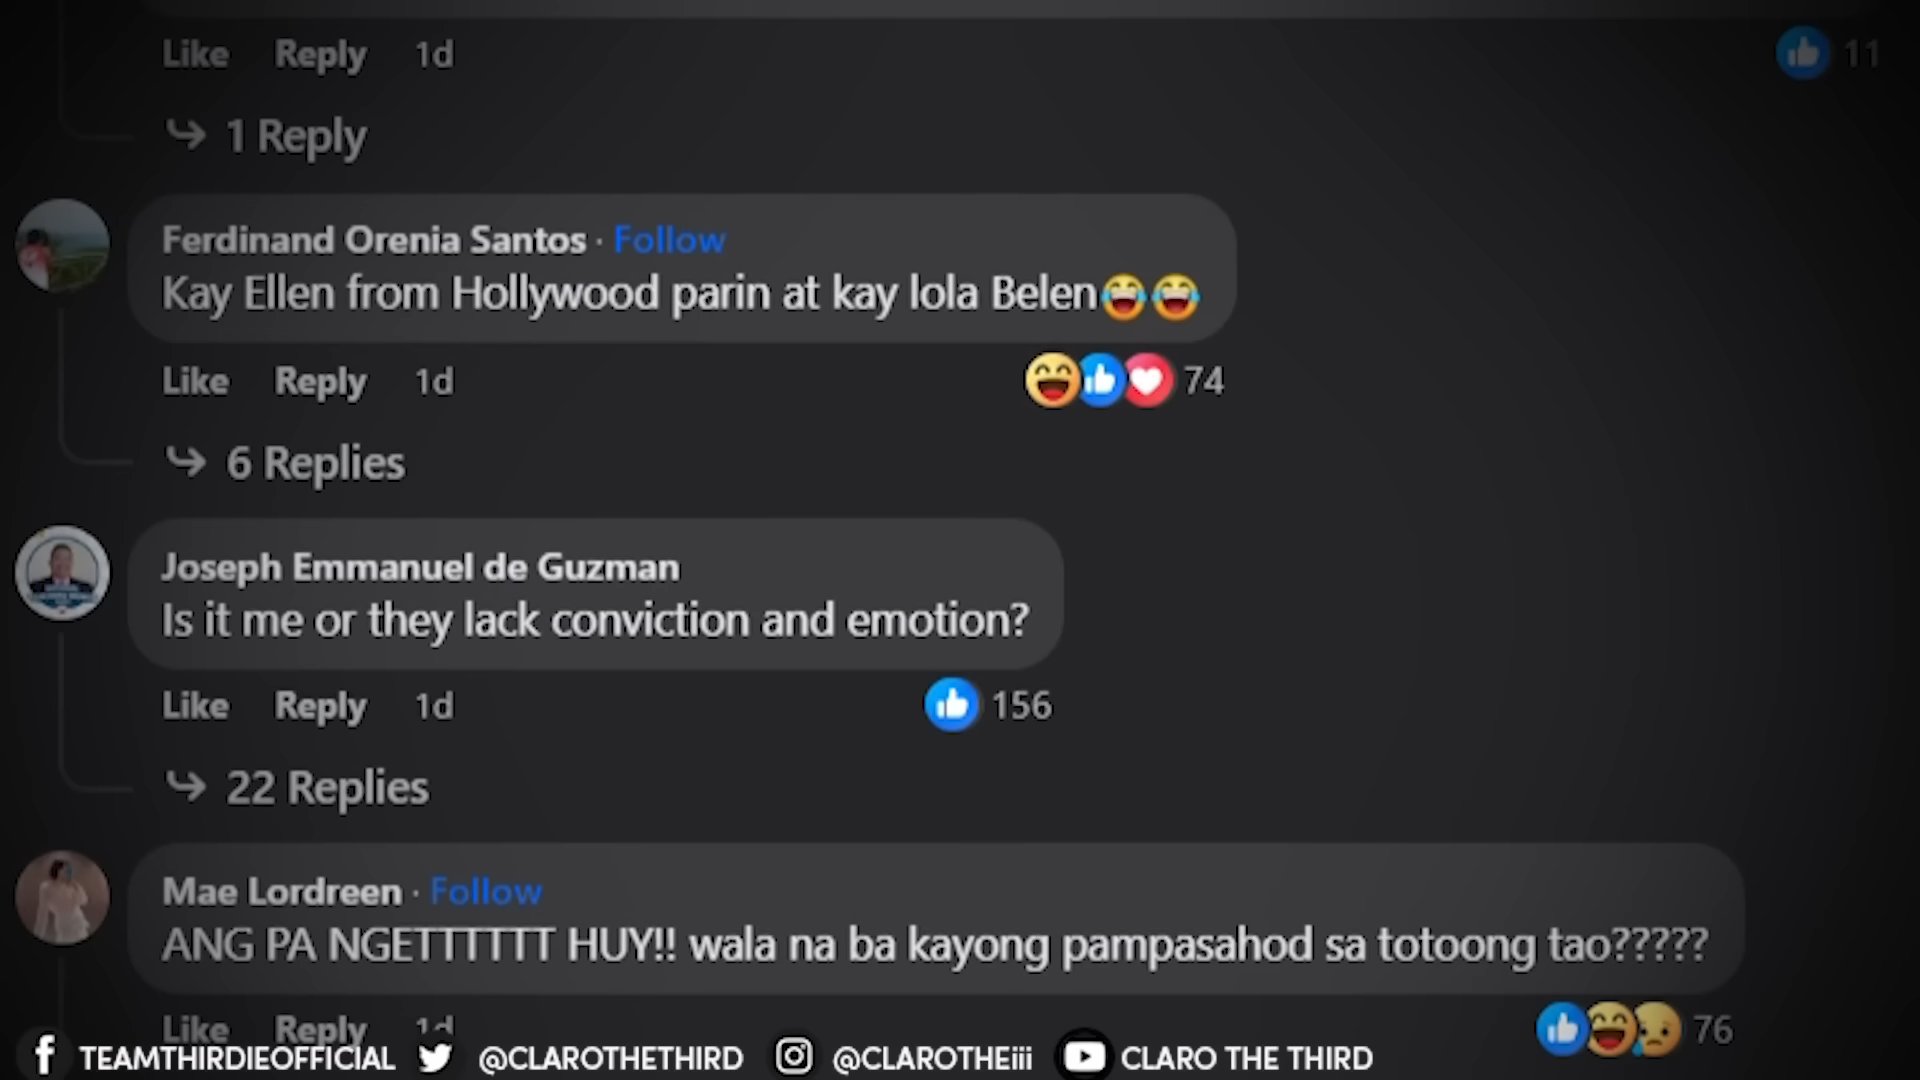 Like Reply 1d 11
1 Reply
Ferdinand Orenia Santos · Follow
Kay Ellen from Hollywood parin at kay lola Belen😂😂
Like Reply 1d 74
6 Replies
Joseph Emmanuel de Guzman
Is it me or they lack conviction and emotion?
Like Reply 1d 156
22 Replies
Mae Lordreen · Follow
ANG PA NGETTTTTT HUY!! wala na ba kayong pampasahod sa totoong tao?????
Like Reply 1d 76
TEAMTHIRDIEOFFICIAL @CLAROTHETHIRD @CLAROTHEiii CLARO THE THIRD